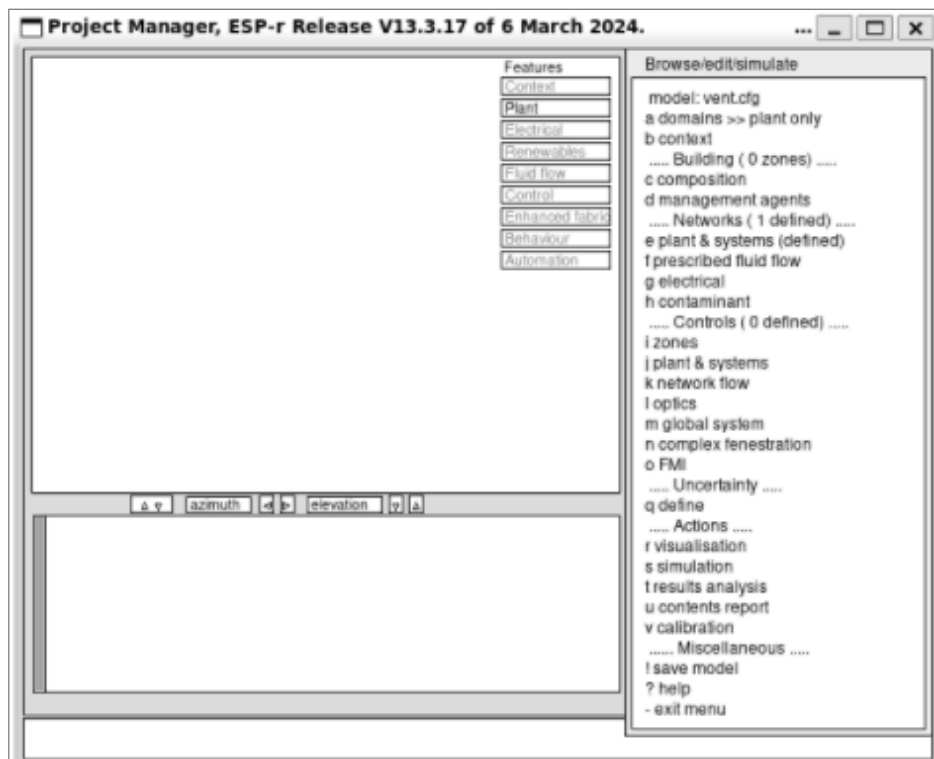 Project Manager, ESP-r Release V13.3.17 of 6 March 2024. ...
Features
Context
Plant
Electrical
Renewables
Fluid flow
Control
Enhanced fabric
Behaviour
Automation
azimuth
elevation
Browse/edit/simulate
model: vent.cfg
a domains >> plant only
b context
..... Building ( 0 zones) .....
c composition
d management agents
..... Networks ( 1 defined) .....
e plant & systems (defined)
f prescribed fluid flow
g electrical
h contaminant
..... Controls ( 0 defined) .....
i zones
j plant & systems
k network flow
l optics
m global system
n complex fenestration
o FMI
..... Uncertainty .....
q define
..... Actions .....
r visualisation
s simulation
t results analysis
u contents report
v calibration
...... Miscellaneous .....
! save model
? help
- exit menu